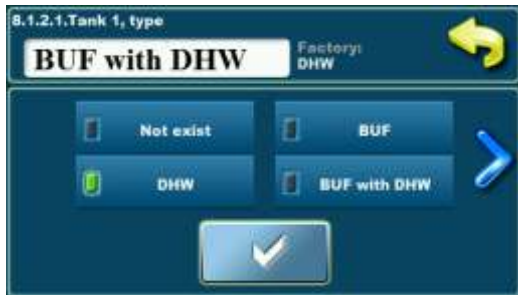 8.1.2.1.Tank 1, type
BUF with DHW
Factory:
DHW
Not exist
BUF
DHW
BUF with DHW